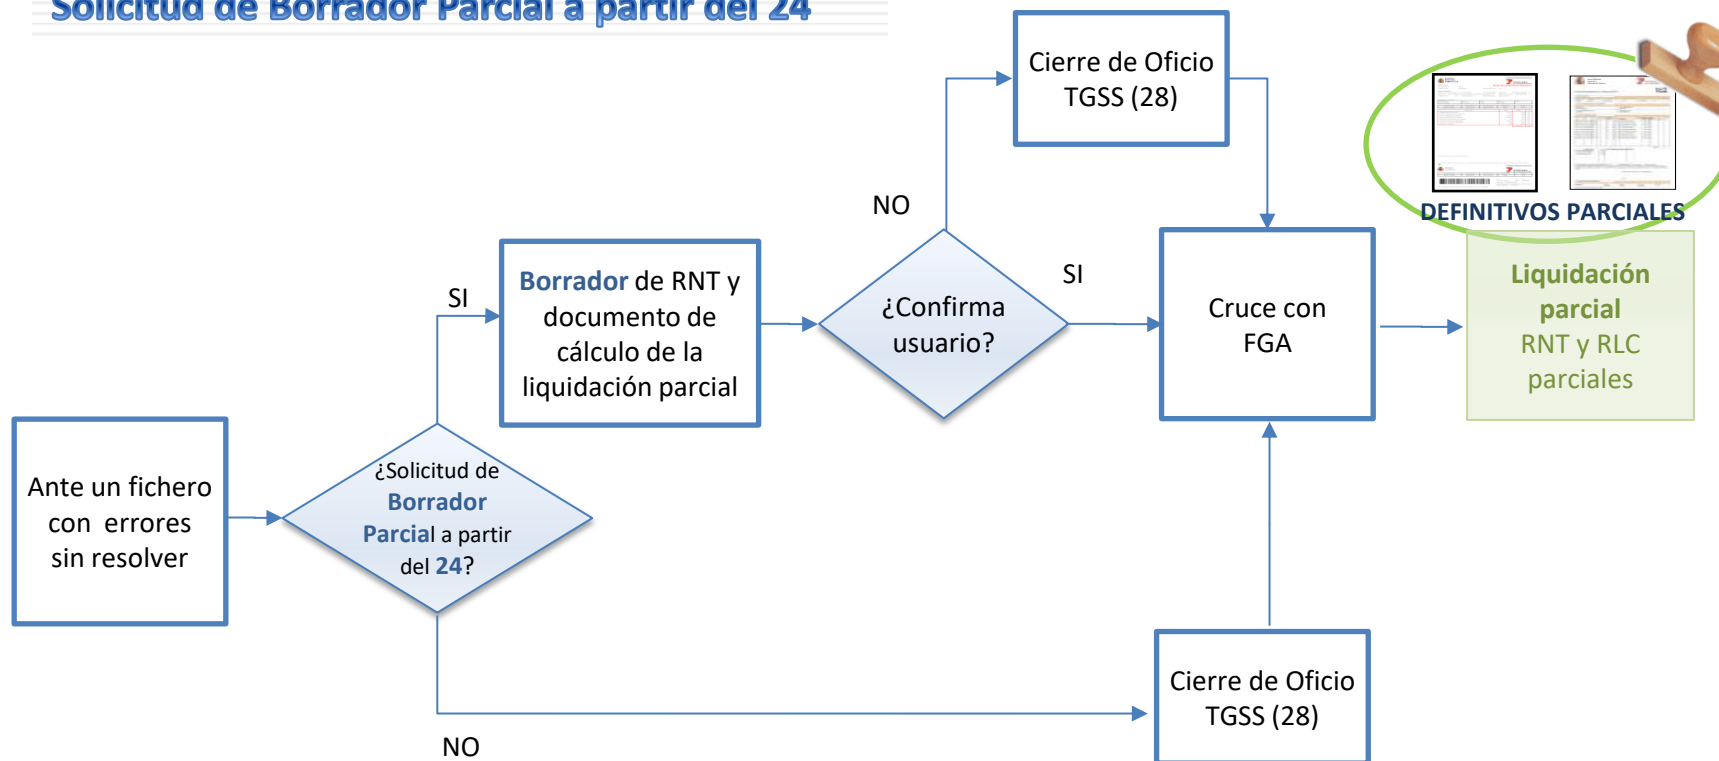 Solicitud de Borrador Parcial a partir del 24
Cierre de Oficio
TGSS (28)
DEFINITIVOS PARCIALES
NO
SI
Borrador de RNT y
documento de
cálculo de la
liquidación parcial
¿Confirma
usuario?
SI
Cruce con
FGA
Liquidación
parcial
RNT y RLC
parciales
Ante un fichero
con errores
sin resolver
¿Solicitud de
Borrador
Parcial a partir
del 24?
NO
Cierre de Oficio
TGSS (28)